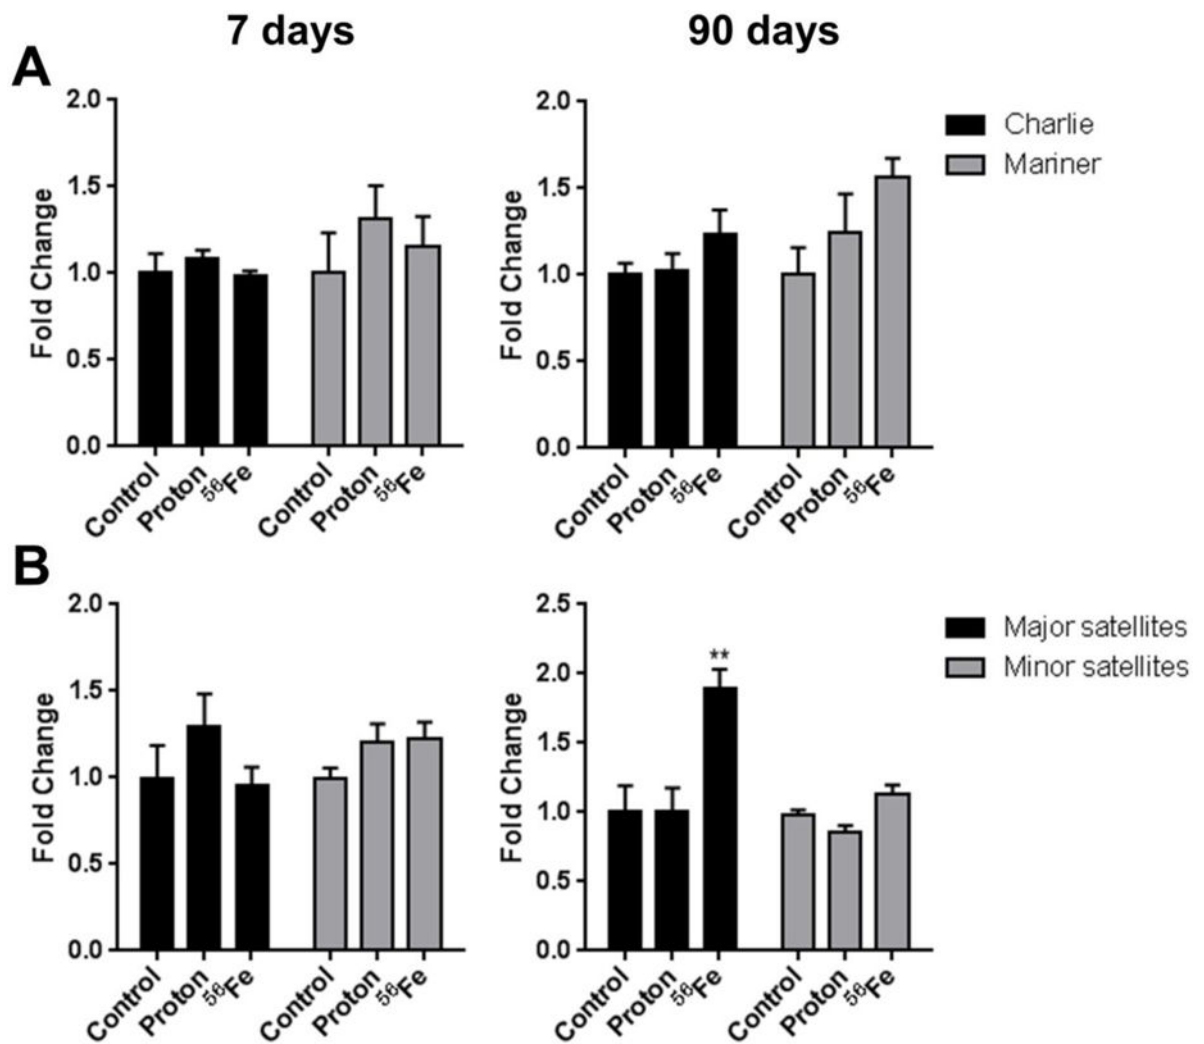 7 days
90 days
A
Fold Change
2.0
1.5
1.0
0.5
0.0
Control
Proton
56Fe
Control
Proton
56Fe
Fold Change
2.0
1.5
1.0
0.5
0.0
Control
Proton
56Fe
Control
Proton
56Fe
Charlie
Mariner
B
Fold Change
2.0
1.5
1.0
0.5
0.0
Control
Proton
56Fe
Control
Proton
56Fe
Fold Change
2.5
2.0
1.5
1.0
0.5
0.0
**
Control
Proton
56Fe
Control
Proton
56Fe
Major satellites
Minor satellites